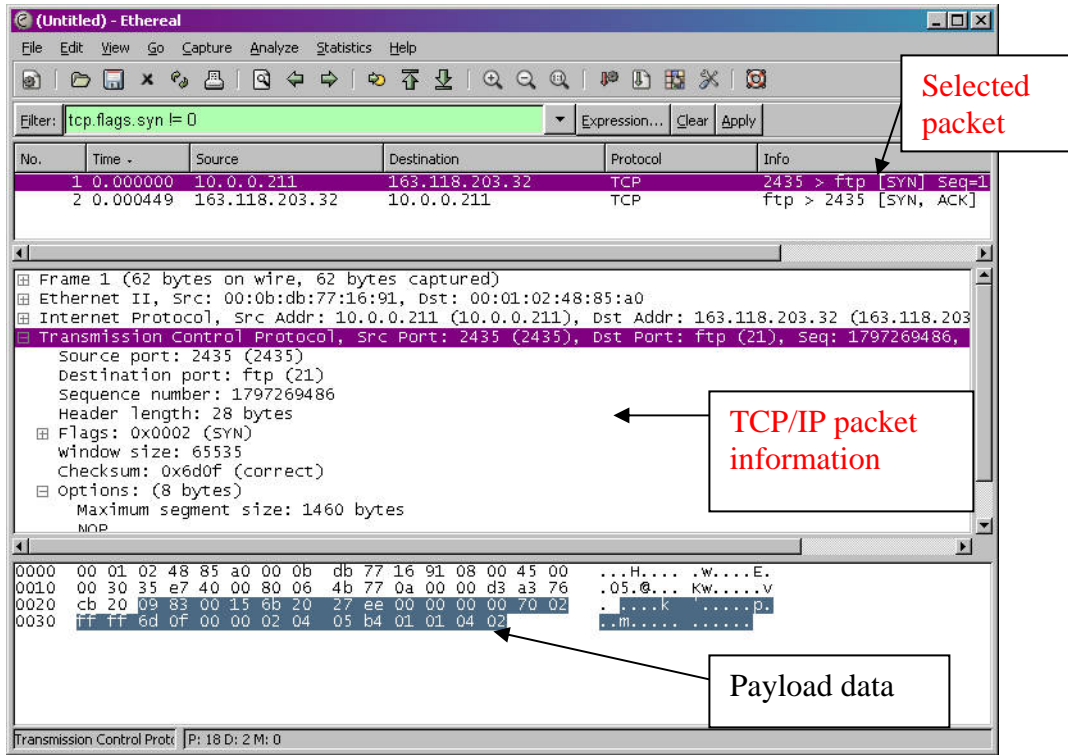 (Untitled) - Ethereal
File Edit View Go Capture Analyze Statistics Help
Selected
packet
Filter: tcp.flags.syn != 0 Expression... Clear Apply
No. Time Source Destination Protocol Info
1 0.000000 10.0.0.211 163.118.203.32 TCP 2435 > ftp [SYN] Seq=1
2 0.000449 163.118.203.32 10.0.0.211 TCP ftp > 2435 [SYN, ACK]
Frame 1 (62 bytes on wire, 62 bytes captured)
Ethernet II, Src: 00:0b:db:77:16:91, Dst: 00:01:02:48:85:a0
Internet Protocol, Src Addr: 10.0.0.211 (10.0.0.211), Dst Addr: 163.118.203.32 (163.118.203
Transmission Control Protocol, Src Port: 2435 (2435), Dst Port: ftp (21), Seq: 1797269486,
Source port: 2435 (2435)
Destination port: ftp (21)
Sequence number: 1797269486
Header length: 28 bytes
Flags: 0x0002 (SYN)
Window size: 65535
Checksum: 0x6d0f (correct)
Options: (8 bytes)
Maximum segment size: 1460 bytes
NOP
TCP/IP packet
information
0000 00 01 02 48 85 a0 00 0b db 77 16 91 08 00 45 00 ...H.... .w....E.
0010 00 30 35 e7 40 00 80 06 4b 77 0a 00 00 d3 a3 76 .05.@... Kw.....v
0020 cb 20 09 83 00 15 6b 20 27 ee 00 00 00 00 70 02 . ....k '.....p.
0030 ff ff 6d 0f 00 00 02 04 05 b4 01 01 04 02 ..m..... ......
Payload data
Transmission Control Proto P: 18 D: 2 M: 0